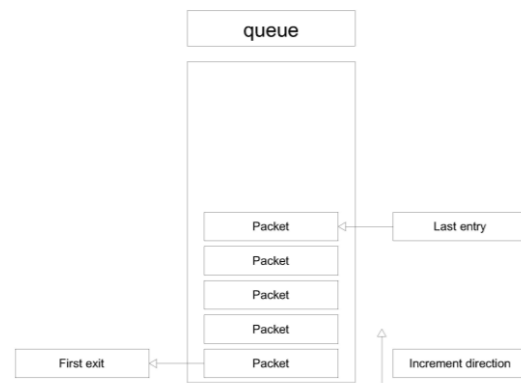 queue
Packet
Last entry
Packet
Packet
Packet
First exit
Packet
Increment direction